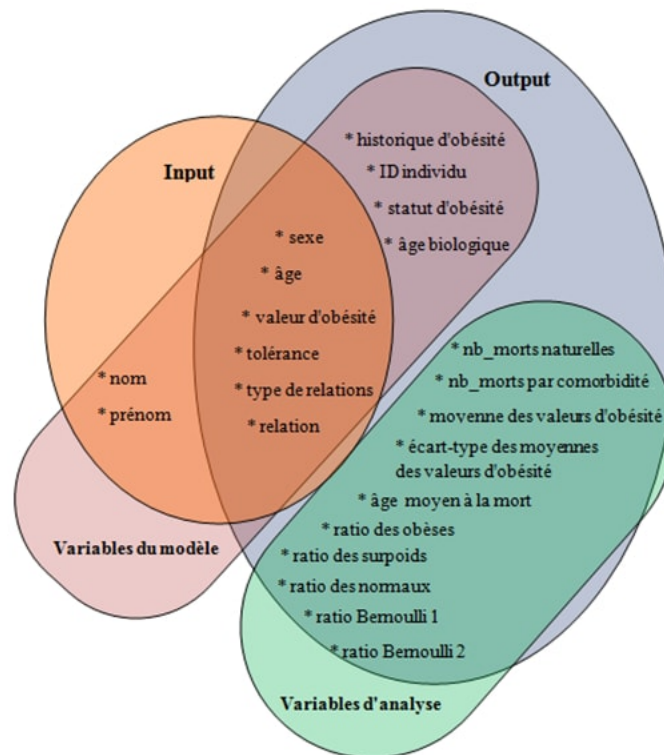 Output
* historique d'obésité
Input
* ID individu
* statut d'obésité
* sexe
* âge biologique
* âge
* valeur d'obésité
* tolérance
* nom
* type de relations
* prénom
* relation
* nb_morts naturelles
* nb_morts par comorbidité
* moyenne des valeurs d'obésité
* écart-type des moyennes
des valeurs d'obésité
* âge moyen à la mort
* ratio des obèses
Variables du modèle
* ratio des surpoids
* ratio des normaux
* ratio Bernoulli 1
* ratio Bernoulli 2
Variables d'analyse